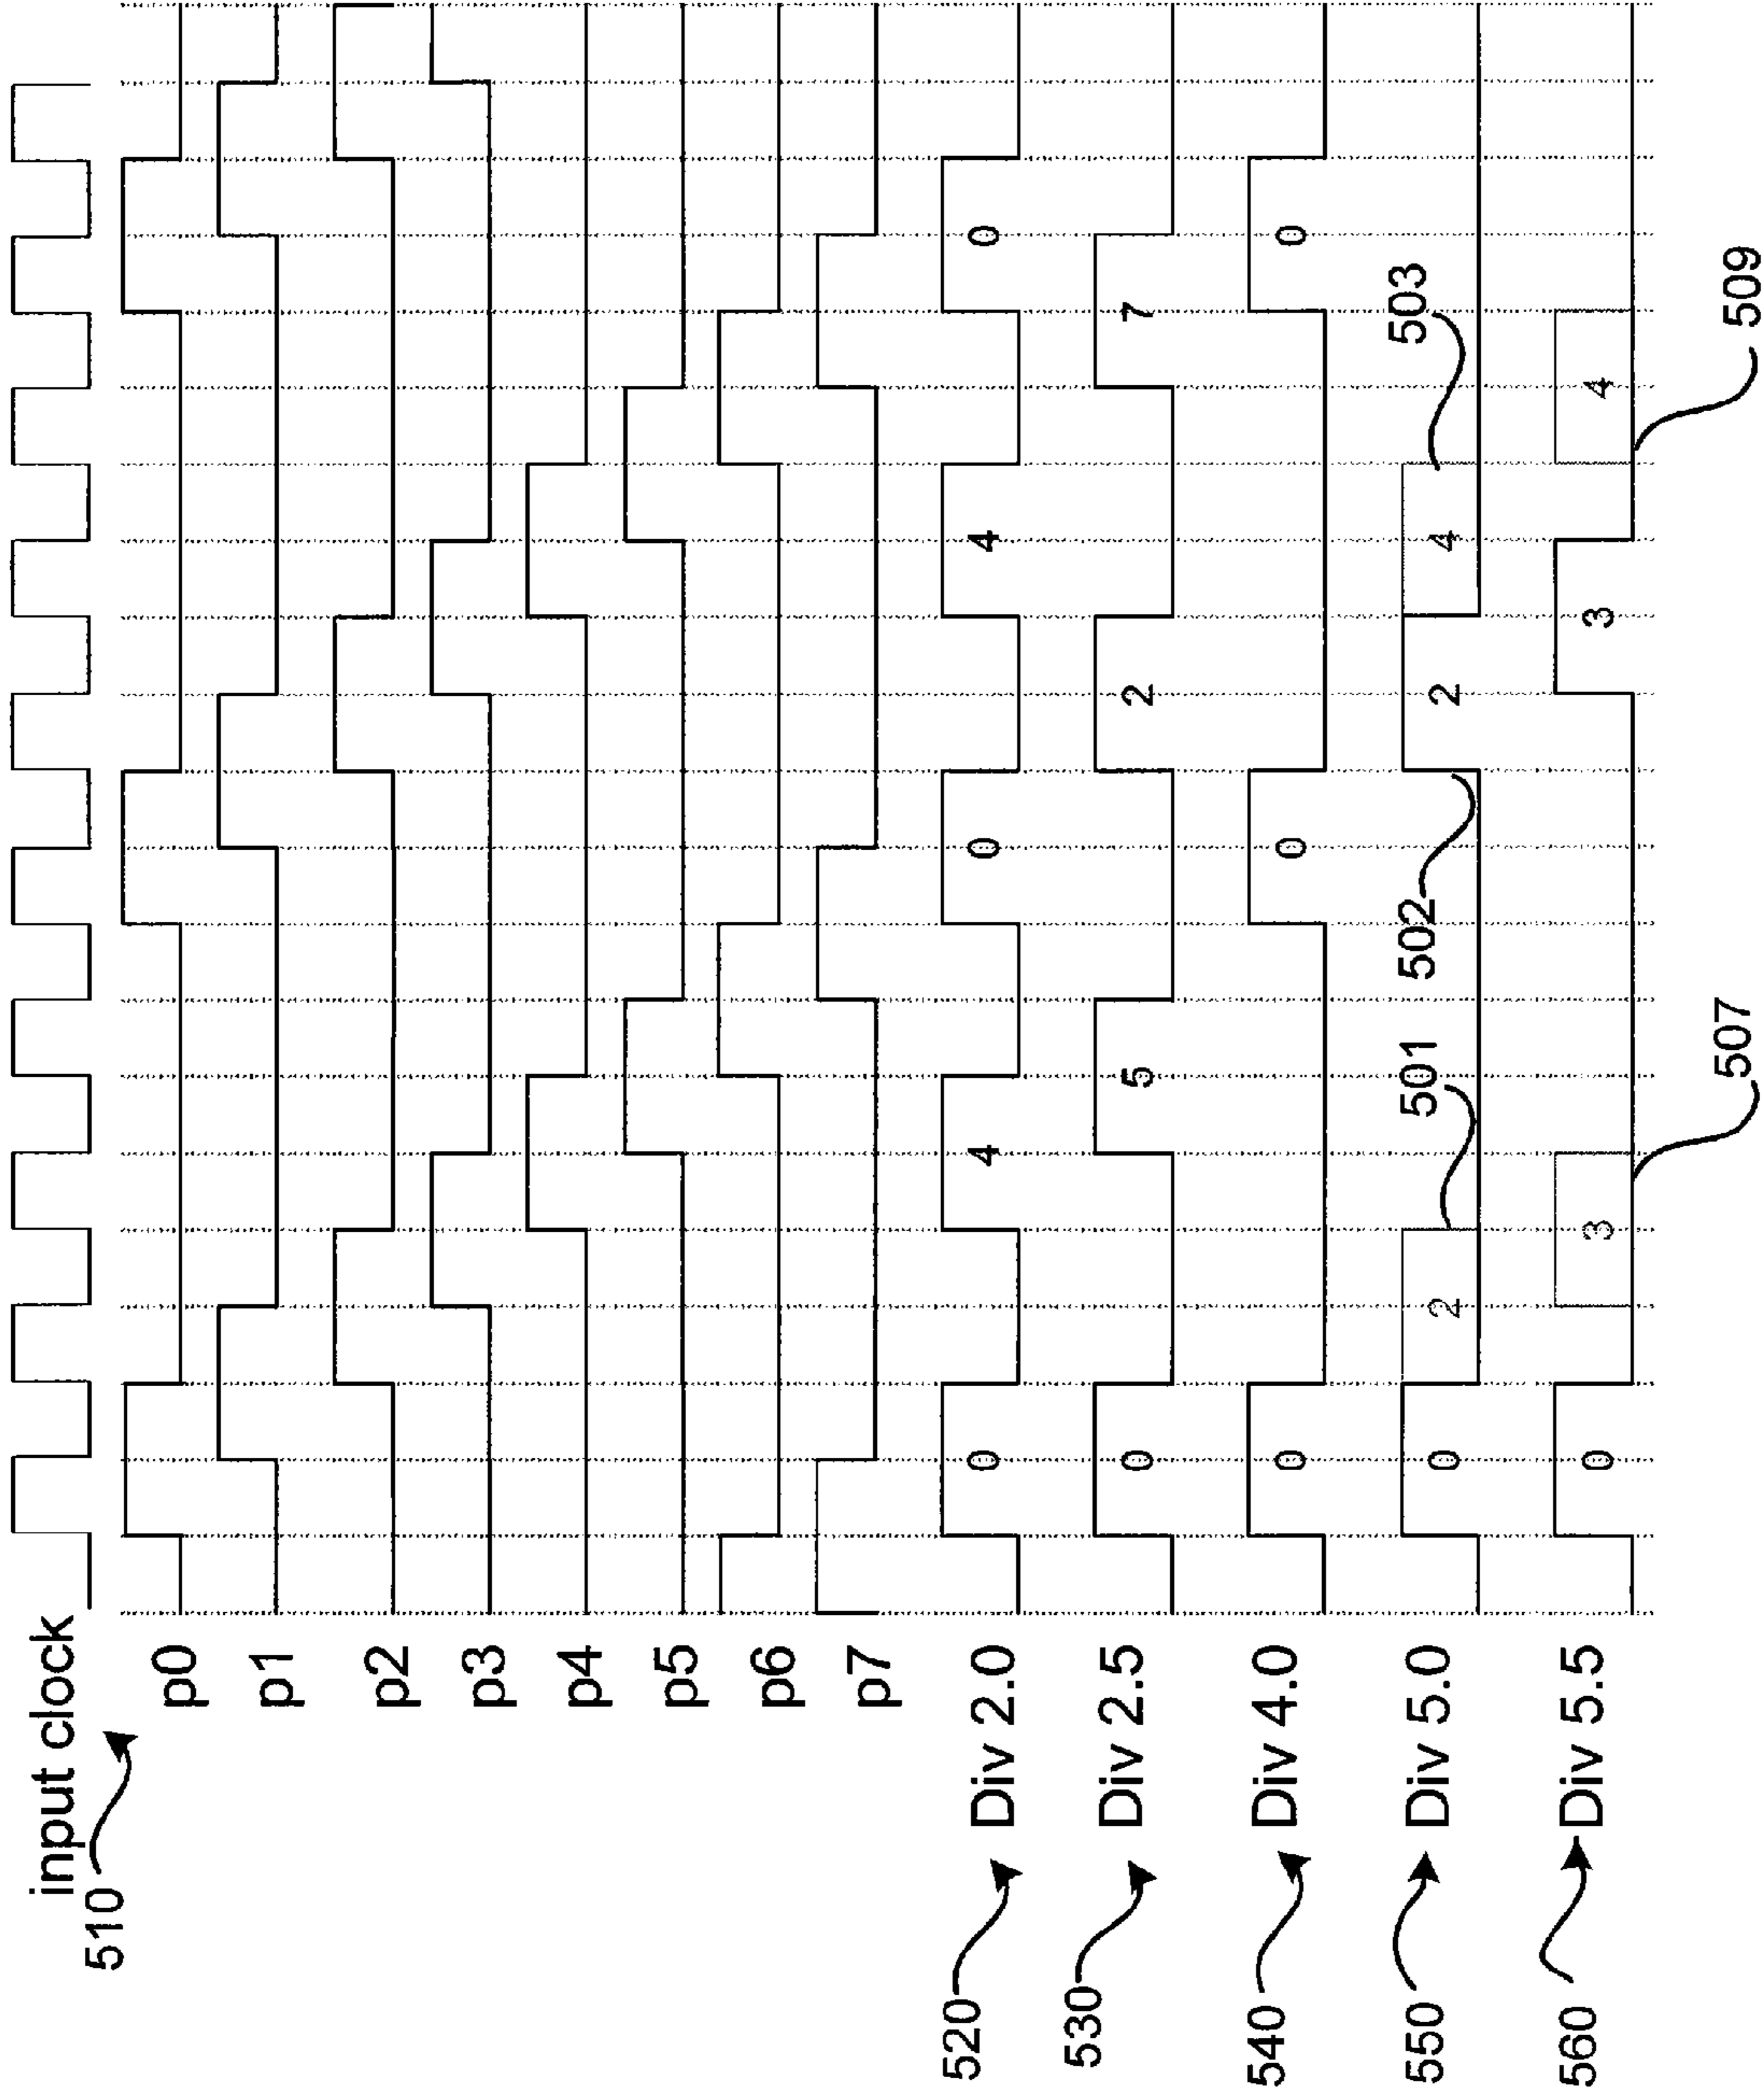 input clock
510
p0
p1
p2
p3
p4
p5
p6
p7
520 Div 2.0 0 4 0 4 0
530 Div 2.5 0 5 2 7
540 Div 4.0 0 0 0
550 Div 5.0 0 2 501 502 2 4 503
560 Div 5.5 0 3 3 4
507 509